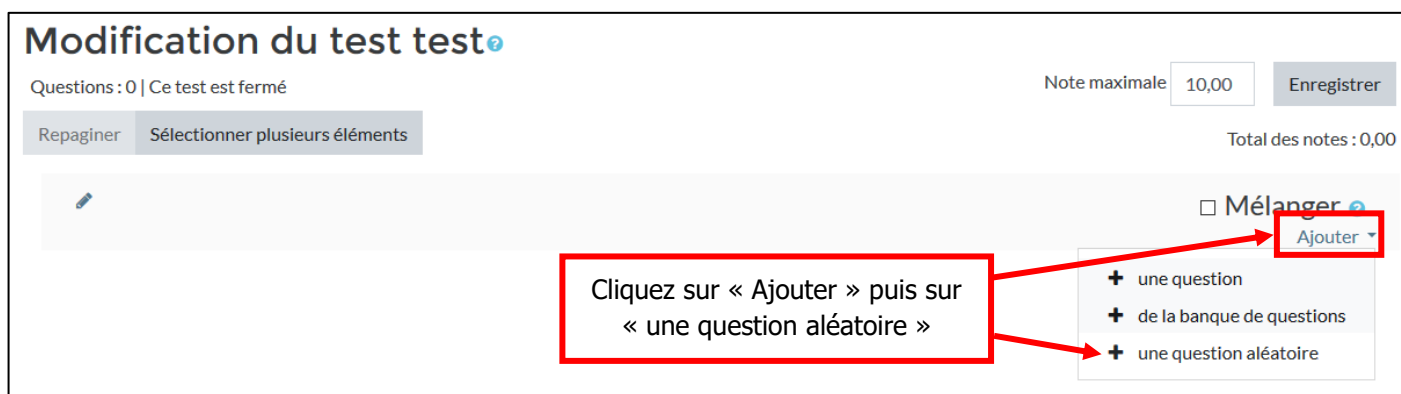 Modification du test test
Questions : 0 | Ce test est fermé
Note maximale 10,00 Enregistrer
Repaginer Sélectionner plusieurs éléments
Total des notes : 0,00
Mélanger
Ajouter
Cliquez sur « Ajouter » puis sur
« une question aléatoire »
une question
de la banque de questions
une question aléatoire